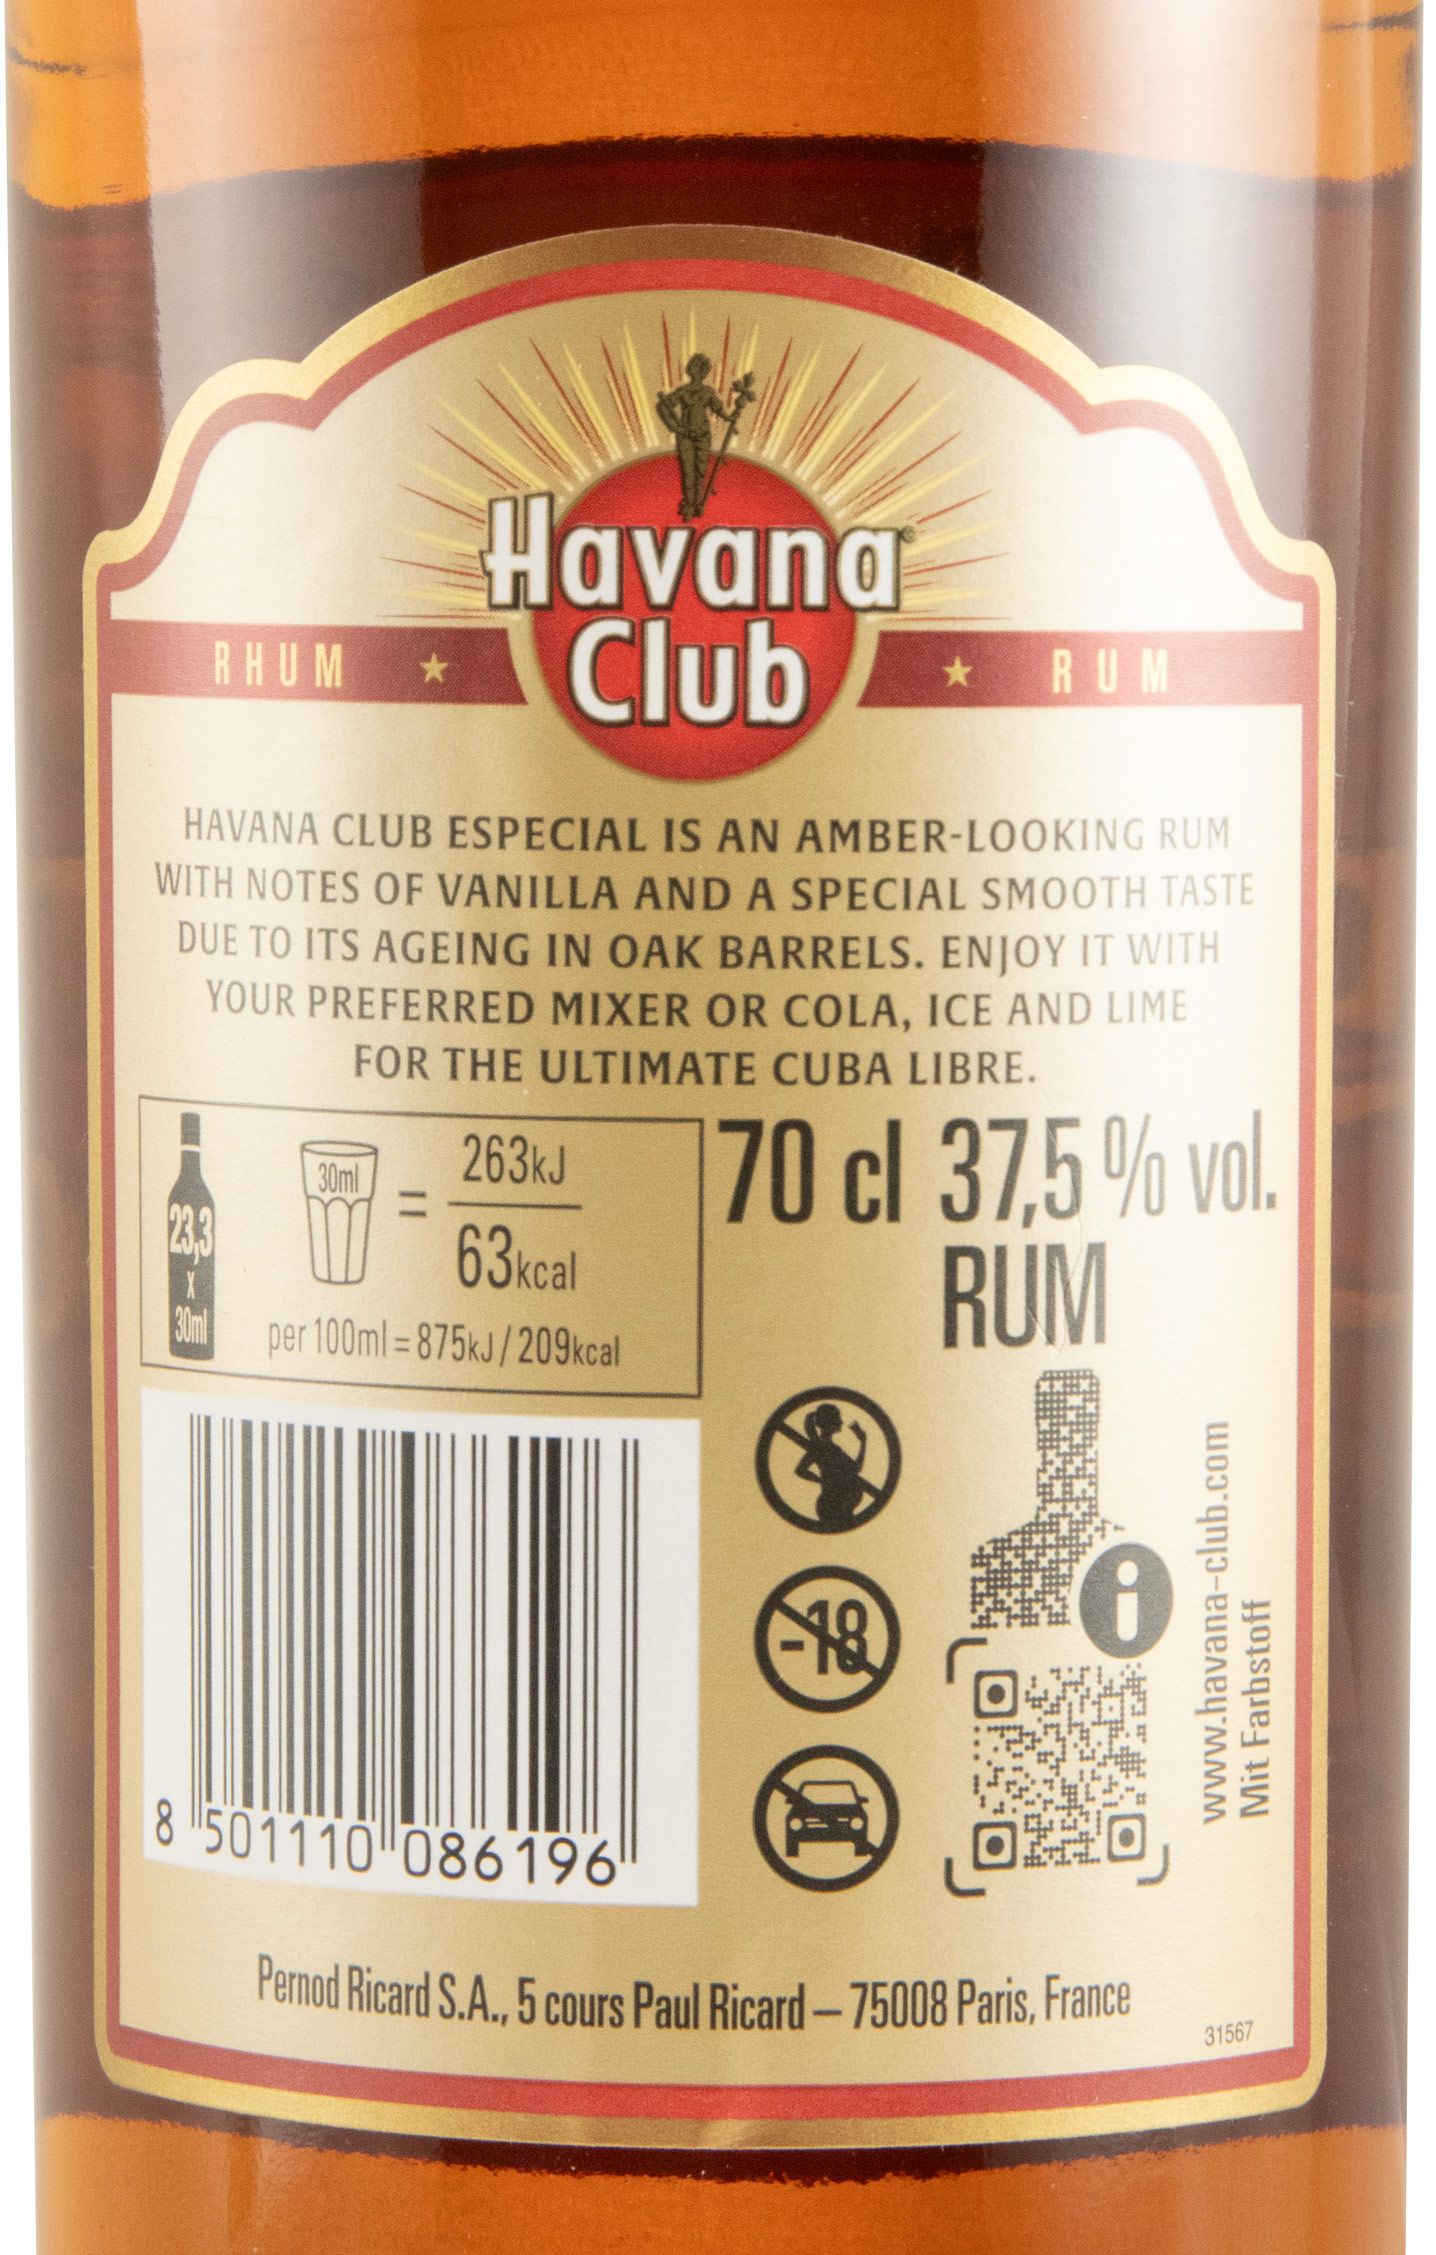 Havana
Club
RHUM ★ ★ RUM
HAVANA CLUB ESPECIAL IS AN AMBER-LOOKING RUM
WITH NOTES OF VANILLA AND A SPECIAL SMOOTH TASTE
DUE TO ITS AGEING IN OAK BARRELS. ENJOY IT WITH
YOUR PREFERRED MIXER OR COLA, ICE AND LIME
FOR THE ULTIMATE CUBA LIBRE.
23,3
x
30ml
30ml
=
263kJ
63kcal
per 100ml = 875kJ / 209kcal
70 cl 37,5 % vol.
RUM
-18
i
www.havana-club.com
Mit Farbstoff
8 501110 086196
Pernod Ricard S.A., 5 cours Paul Ricard – 75008 Paris, France
31567